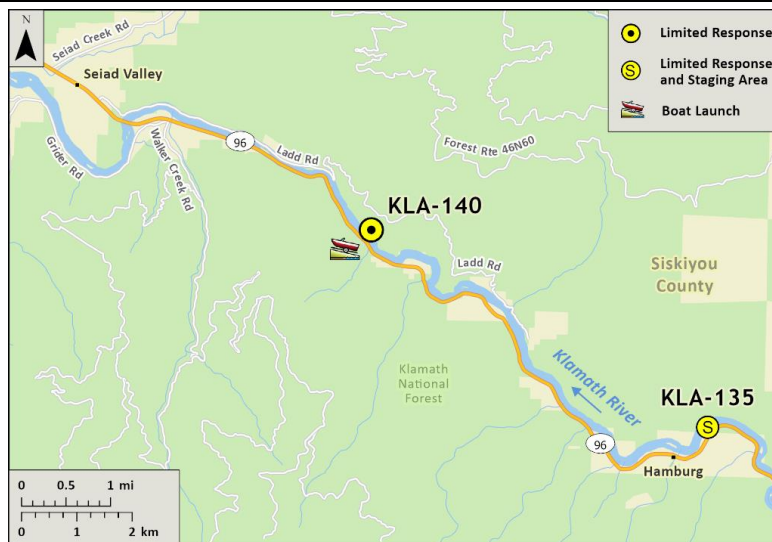 N
Seiad Creek Rd
Seiad Valley
Grider Rd
Walker Creek Rd
96
Ladd Rd
Forest Rte 46N60
KLA-140
Ladd Rd
Siskiyou
County
Klamath
National
Forest
Klamath River
KLA-135
S
96
Hamburg
Limited Response
S
Limited Response
and Staging Area
Boat Launch
0 0.5 1 mi
0 1 2 km